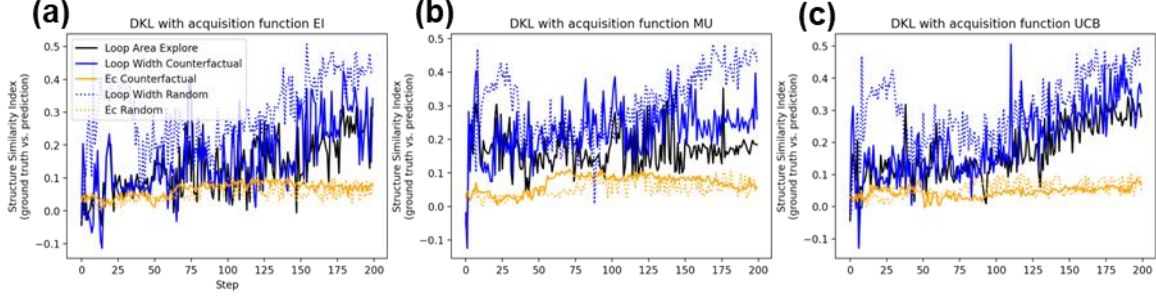 (a)
DKL with acquisition function EI
Structure Similarity Index
(ground truth vs. prediction)
0.5
0.4
0.3
0.2
0.1
0.0
−0.1
Loop Area Explore
Loop Width Counterfactual
Ec Counterfactual
Loop Width Random
Ec Random
0 25 50 75 100 125 150 175 200
Step
(b)
DKL with acquisition function MU
Structure Similarity Index
(ground truth vs. prediction)
0.5
0.4
0.3
0.2
0.1
0.0
−0.1
0 25 50 75 100 125 150 175 200
(c)
DKL with acquisition function UCB
Structure Similarity Index
(ground truth vs. prediction)
0.5
0.4
0.3
0.2
0.1
0.0
−0.1
0 25 50 75 100 125 150 175 200